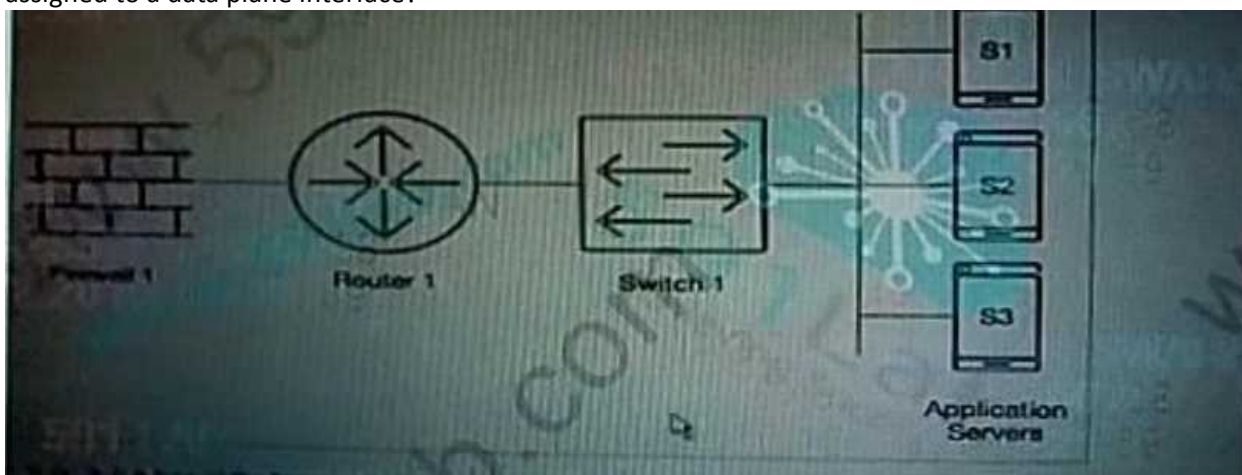 assigned to a data plane interface?
S1
S2
Firewall 1
Router 1
Switch 1
S3
Application
Servers